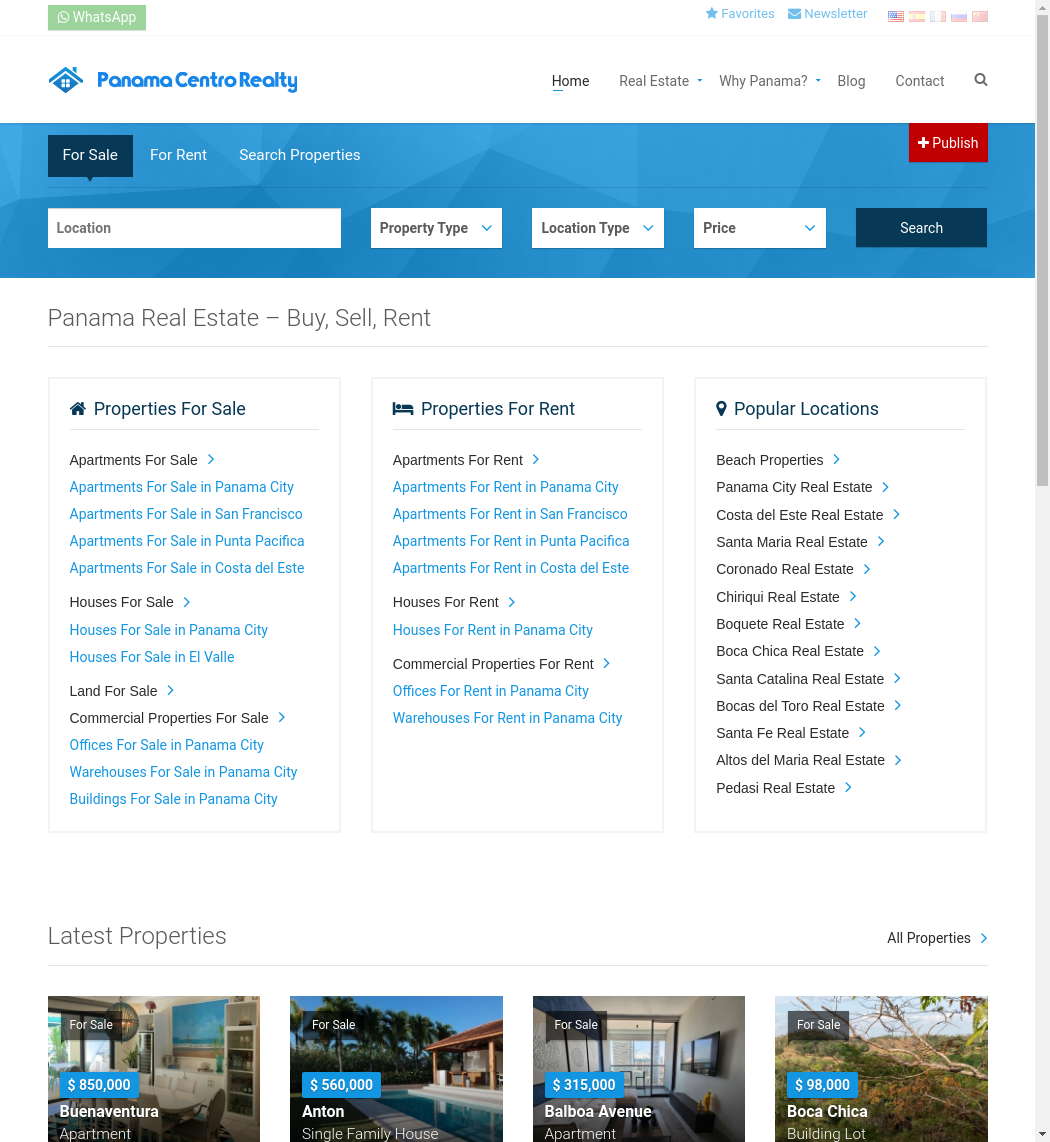 WhatsApp
Favorites Newsletter
Panama Centro Realty
Home Real Estate Why Panama? Blog Contact
For Sale For Rent Search Properties
Publish
Location Property Type Location Type Price Search
Panama Real Estate – Buy, Sell, Rent
Properties For Sale
Apartments For Sale
Apartments For Sale in Panama City
Apartments For Sale in San Francisco
Apartments For Sale in Punta Pacifica
Apartments For Sale in Costa del Este
Houses For Sale
Houses For Sale in Panama City
Houses For Sale in El Valle
Land For Sale
Commercial Properties For Sale
Offices For Sale in Panama City
Warehouses For Sale in Panama City
Buildings For Sale in Panama City
Properties For Rent
Apartments For Rent
Apartments For Rent in Panama City
Apartments For Rent in San Francisco
Apartments For Rent in Punta Pacifica
Apartments For Rent in Costa del Este
Houses For Rent
Houses For Rent in Panama City
Commercial Properties For Rent
Offices For Rent in Panama City
Warehouses For Rent in Panama City
Popular Locations
Beach Properties
Panama City Real Estate
Costa del Este Real Estate
Santa Maria Real Estate
Coronado Real Estate
Chiriqui Real Estate
Boquete Real Estate
Boca Chica Real Estate
Santa Catalina Real Estate
Bocas del Toro Real Estate
Santa Fe Real Estate
Altos del Maria Real Estate
Pedasi Real Estate
Latest Properties
All Properties
For Sale
$ 850,000
Buenaventura
Apartment
For Sale
$ 560,000
Anton
Single Family House
For Sale
$ 315,000
Balboa Avenue
Apartment
For Sale
$ 98,000
Boca Chica
Building Lot